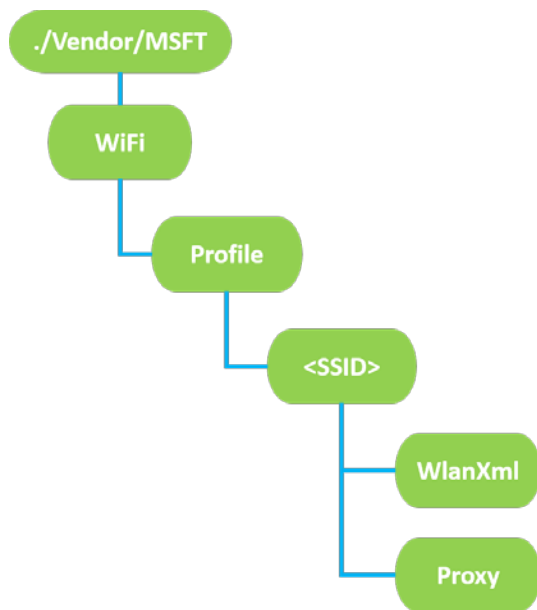 ./Vendor/MSFT
WiFi
Profile
<SSID>
WlanXml
Proxy